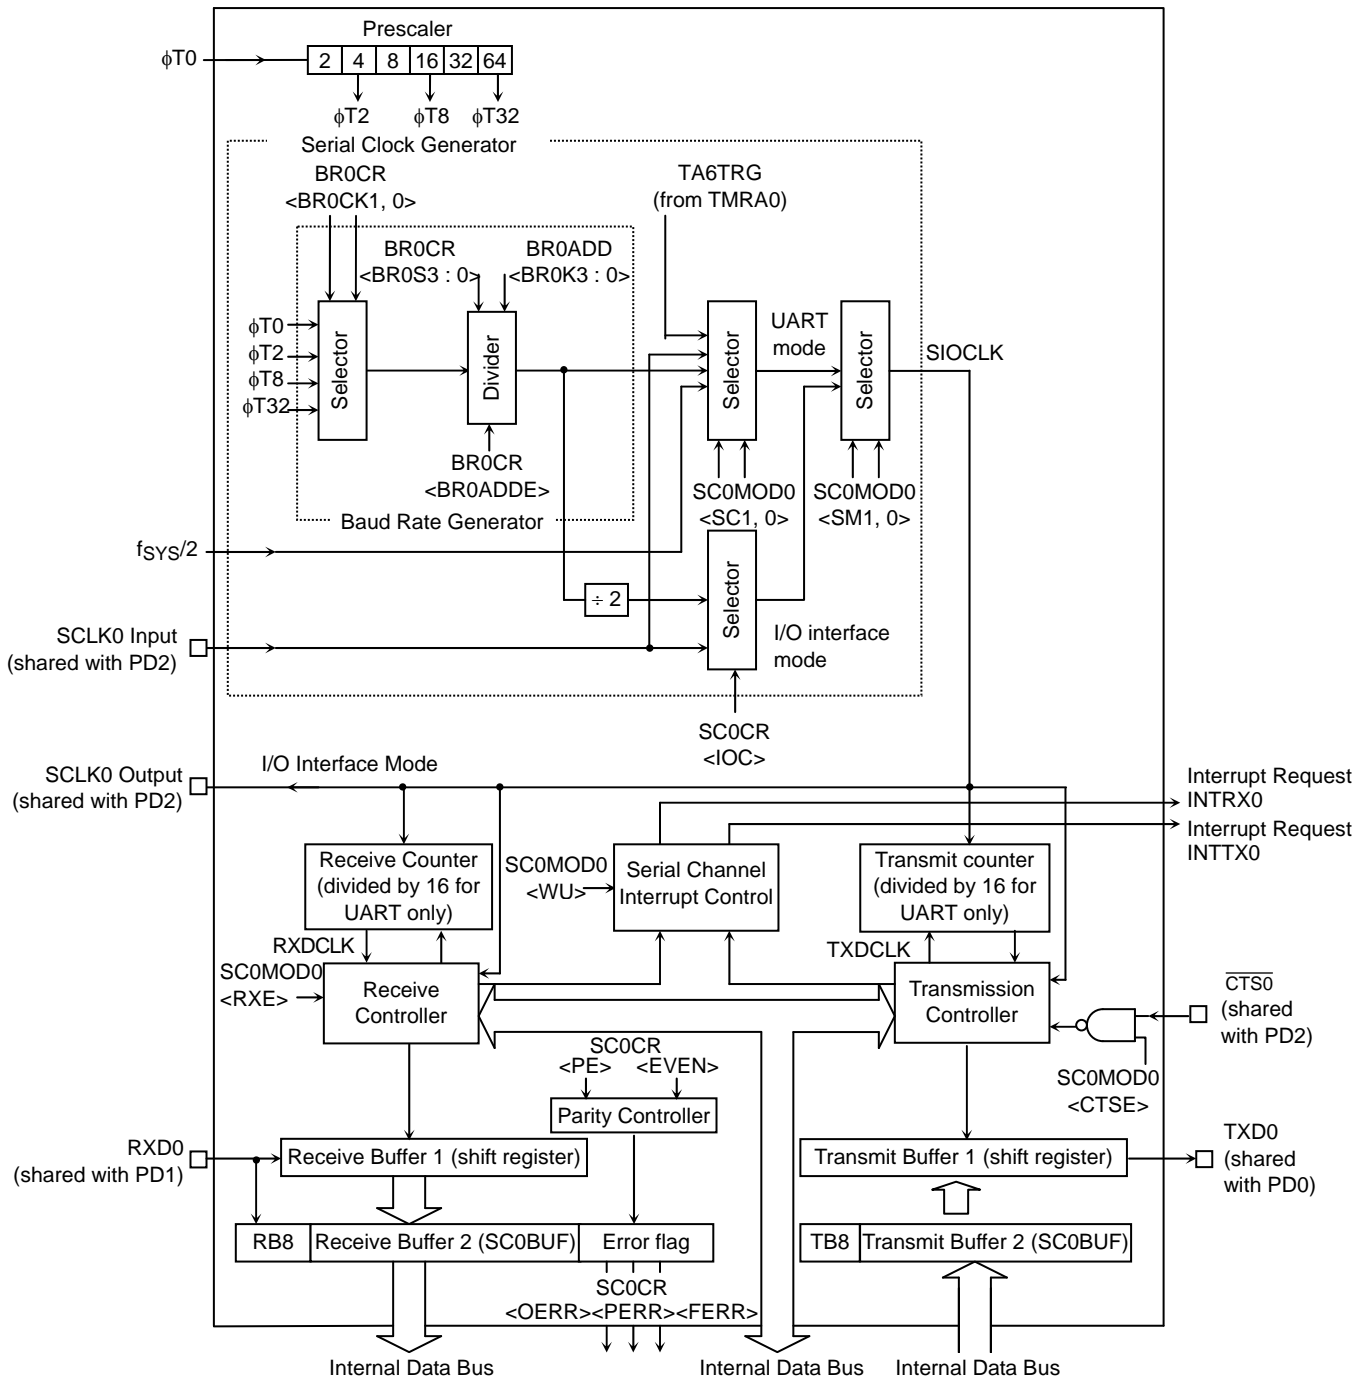 Prescaler
ϕT0
2 4 8 16 32 64
ϕT2 ϕT8 ϕT32
Serial Clock Generator
BR0CR
<BR0CK1, 0>
TA6TRG
(from TMRA0)
BR0CR
<BR0S3 : 0>
BR0ADD
<BR0K3 : 0>
ϕT0
ϕT2
ϕT8
ϕT32
Selector
Divider
Selector
UART
mode
Selector
SIOCLK
BR0CR
<BR0ADDE>
SC0MOD0
<SC1, 0>
SC0MOD0
<SM1, 0>
Baud Rate Generator
fSYS/2
÷ 2
Selector
I/O interface
mode
SCLK0 Input
(shared with PD2)
SC0CR
<IOC>
SCLK0 Output
(shared with PD2)
I/O Interface Mode
Interrupt Request
INTRX0
Interrupt Request
INTTX0
Receive Counter
(divided by 16 for
UART only)
SC0MOD0
<WU>
Serial Channel
Interrupt Control
Transmit counter
(divided by 16 for
UART only)
RXDCLK
TXDCLK
SC0MOD0
<RXE>
Receive
Controller
Transmission
Controller
CTS0
(shared
with PD2)
SC0MOD0
<CTSE>
SC0CR
<PE> <EVEN>
Parity Controller
RXD0
(shared with PD1)
Receive Buffer 1 (shift register)
Transmit Buffer 1 (shift register)
TXD0
(shared
with PD0)
RB8 Receive Buffer 2 (SC0BUF) Error flag
TB8 Transmit Buffer 2 (SC0BUF)
SC0CR
<OERR><PERR><FERR>
Internal Data Bus
Internal Data Bus
Internal Data Bus